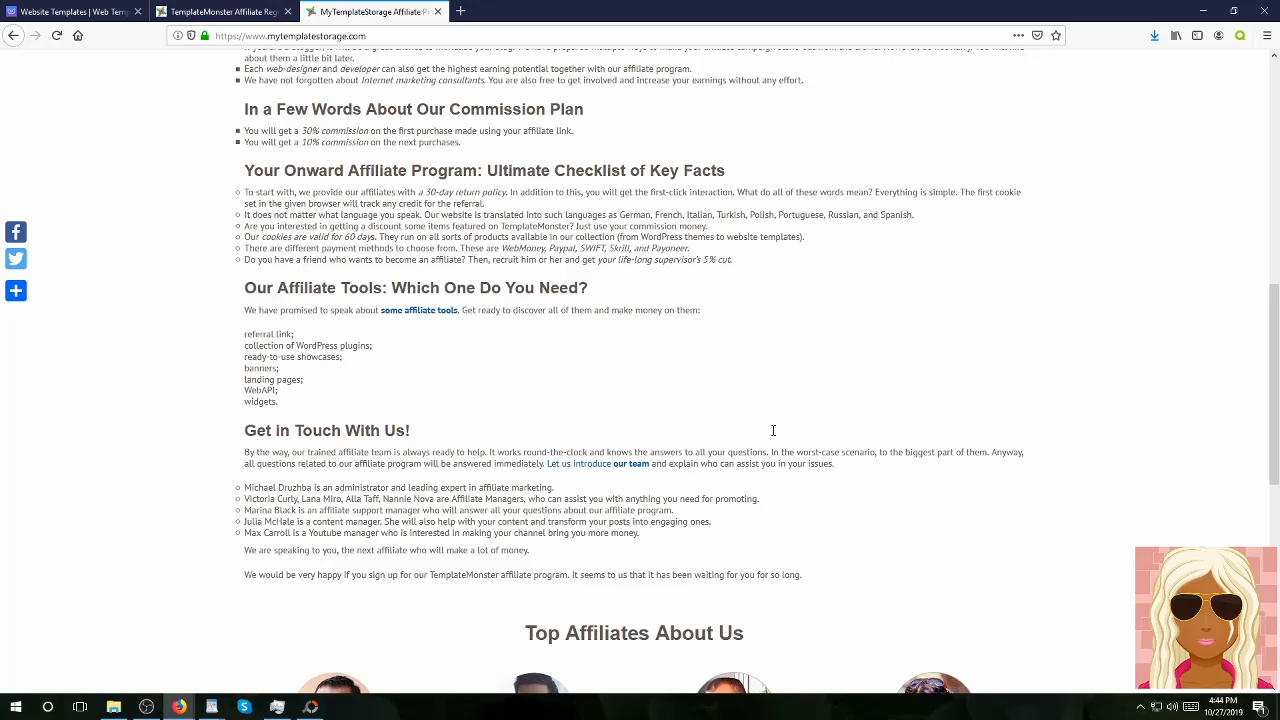 Website Templates | Web Temp
TemplateMonster Affiliate Reg
MyTemplateStorage Affiliate P
https://www.mytemplatestorage.com
about them a little bit later.
Each web-designer and developer can also get the highest earning potential together with our affiliate program.
We have not forgotten about Internet marketing consultants. You are also free to get involved and increase your earnings without any effort.
In a Few Words About Our Commission Plan
You will get a 30% commission on the first purchase made using your affiliate link.
You will get a 10% commission on the next purchases.
Your Onward Affiliate Program: Ultimate Checklist of Key Facts
To start with, we provide our affiliates with a 30-day return policy. In addition to this, you will get the first-click interaction. What do all of these words mean? Everything is simple. The first cookie
set in the given browser will track any credit for the referral.
It does not matter what language you speak. Our website is translated into such languages as German, French, Italian, Turkish, Polish, Portuguese, Russian, and Spanish.
Are you interested in getting a discount some items featured on TemplateMonster? Just use your commission money.
Our cookies are valid for 60 days. They run on all sorts of products available in our collection (from WordPress themes to website templates).
There are different payment methods to choose from. These are WebMoney, Paypal, SWIFT, Skrill, and Payoneer.
Do you have a friend who wants to become an affiliate? Then, recruit him or her and get your life-long supervisor's 5% cut.
Our Affiliate Tools: Which One Do You Need?
We have promised to speak about some affiliate tools. Get ready to discover all of them and make money on them:
referral link;
collection of WordPress plugins;
ready-to-use showcases;
banners;
landing pages;
WebAPI;
widgets.
Get in Touch With Us!
By the way, our trained affiliate team is always ready to help. It works round-the-clock and knows the answers to all your questions. In the worst-case scenario, to the biggest part of them. Anyway,
all questions related to our affiliate program will be answered immediately. Let us introduce our team and explain who can assist you in your issues.
Michael Druzhba is an administrator and leading expert in affiliate marketing.
Victoria Curly, Lana Miro, Alla Taff, Nannie Nova are Affiliate Managers, who can assist you with anything you need for promoting.
Marina Black is an affiliate support manager who will answer all your questions about our affiliate program.
Julia McHale is a content manager. She will also help with your content and transform your posts into engaging ones.
Max Carroll is a Youtube manager who is interested in making your channel bring you more money.
We are speaking to you, the next affiliate who will make a lot of money.
We would be very happy if you sign up for our TemplateMonster affiliate program. It seems to us that it has been waiting for you for so long.
Top Affiliates About Us
4:44 PM
10/27/2019